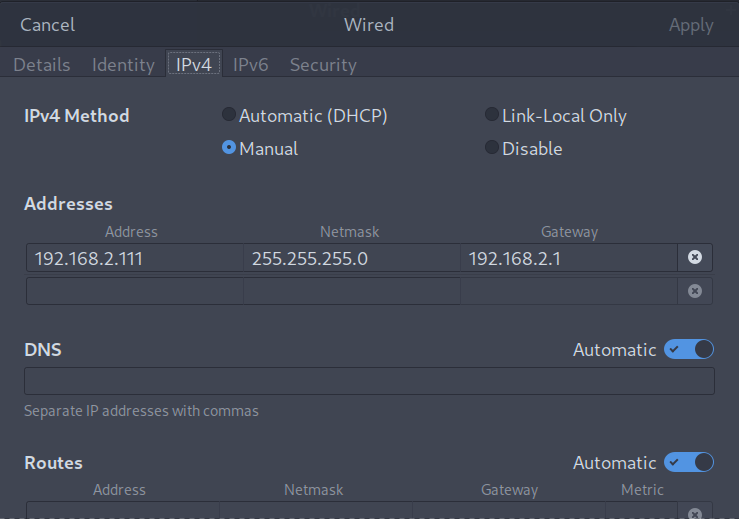 Cancel Wired Apply
Details Identity IPv4 IPv6 Security
IPv4 Method Automatic (DHCP) Link-Local Only
Manual Disable
Addresses
Address Netmask Gateway
192.168.2.111 255.255.255.0 192.168.2.1
DNS Automatic
Separate IP addresses with commas
Routes Automatic
Address Netmask Gateway Metric